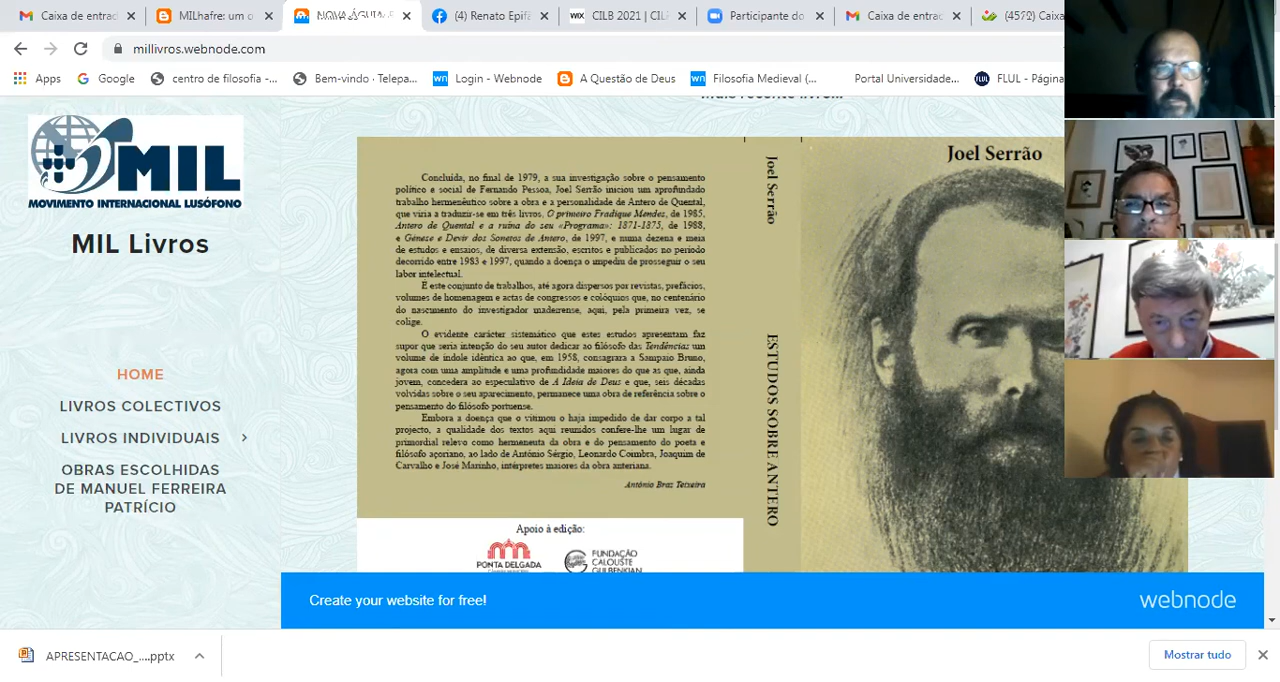 Caixa de entrad
MILhafre: um o
NOVA ÁGUIA
(4) Renato Epifâ
CILB 2021 | CIL
Participante do
Caixa de entrac
(4579) Caixa
millivros.webnode.com
Apps
Google
centro de filosofia -...
Bem-vindo · Telepa...
Login - Webnode
A Questão de Deus
Filosofia Medieval (...
Portal Universidade...
FLUL - Página
mais recente livro...
MIL
MOVIMENTO INTERNACIONAL LUSÓFONO
MIL Livros
HOME
LIVROS COLECTIVOS
LIVROS INDIVIDUAIS
OBRAS ESCOLHIDAS
DE MANUEL FERREIRA
PATRÍCIO
Concluída, no final de 1979, a sua investigação sobre o pensamento
político e social de Fernando Pessoa, Joel Serrão iniciou um aprofundado
trabalho hermenêutico sobre a obra e a personalidade de Antero de Quental,
que viria a traduzir-se em três livros, O primeiro Fradique Mendes, de 1985,
Antero de Quental e a ruína do seu «Programa»: 1871-1875, de 1988,
e Génese e Devir dos Sonetos de Antero, de 1997, e numa dezena e meia
de estudos e ensaios, de diversa extensão, escritos e publicados no período
decorrido entre 1983 e 1997, quando a doença o impediu de prosseguir o seu
labor intelectual.
É este conjunto de trabalhos, até agora dispersos por revistas, prefácios,
volumes de homenagem e actas de congressos e colóquios que, no centenário
do nascimento do investigador madeirense, aqui, pela primeira vez, se
colige.
O evidente carácter sistemático que estes estudos apresentam faz
supor que seria intenção do seu autor dedicar ao filósofo das Tendências um
volume de índole idêntica ao que, em 1958, consagrara a Sampaio Bruno,
agora com uma amplitude e uma profundidade maiores do que as que, ainda
jovem, concedera ao especulativo de A Ideia de Deus e que, seis décadas
volvidas sobre o seu aparecimento, permanece uma obra de referência sobre o
pensamento do filósofo portuense.
Embora a doença que o vitimou o haja impedido de dar corpo a tal
projecto, a qualidade dos textos aqui reunidos confere-lhe um lugar de
primordial relevo como hermeneuta da obra e do pensamento do poeta e
filósofo açoriano, ao lado de António Sérgio, Leonardo Coimbra, Joaquim de
Carvalho e José Marinho, intérpretes maiores da obra anteriana.
António Braz Teixeira
Apoio à edição:
PONTA DELGADA
FUNDAÇÃO
CALOUSTE
GULBENKIAN
Joel Serrão
ESTUDOS SOBRE ANTERO
Joel Serrão
Create your website for free!
webnode
APRESENTACAO_....pptx
Mostrar tudo